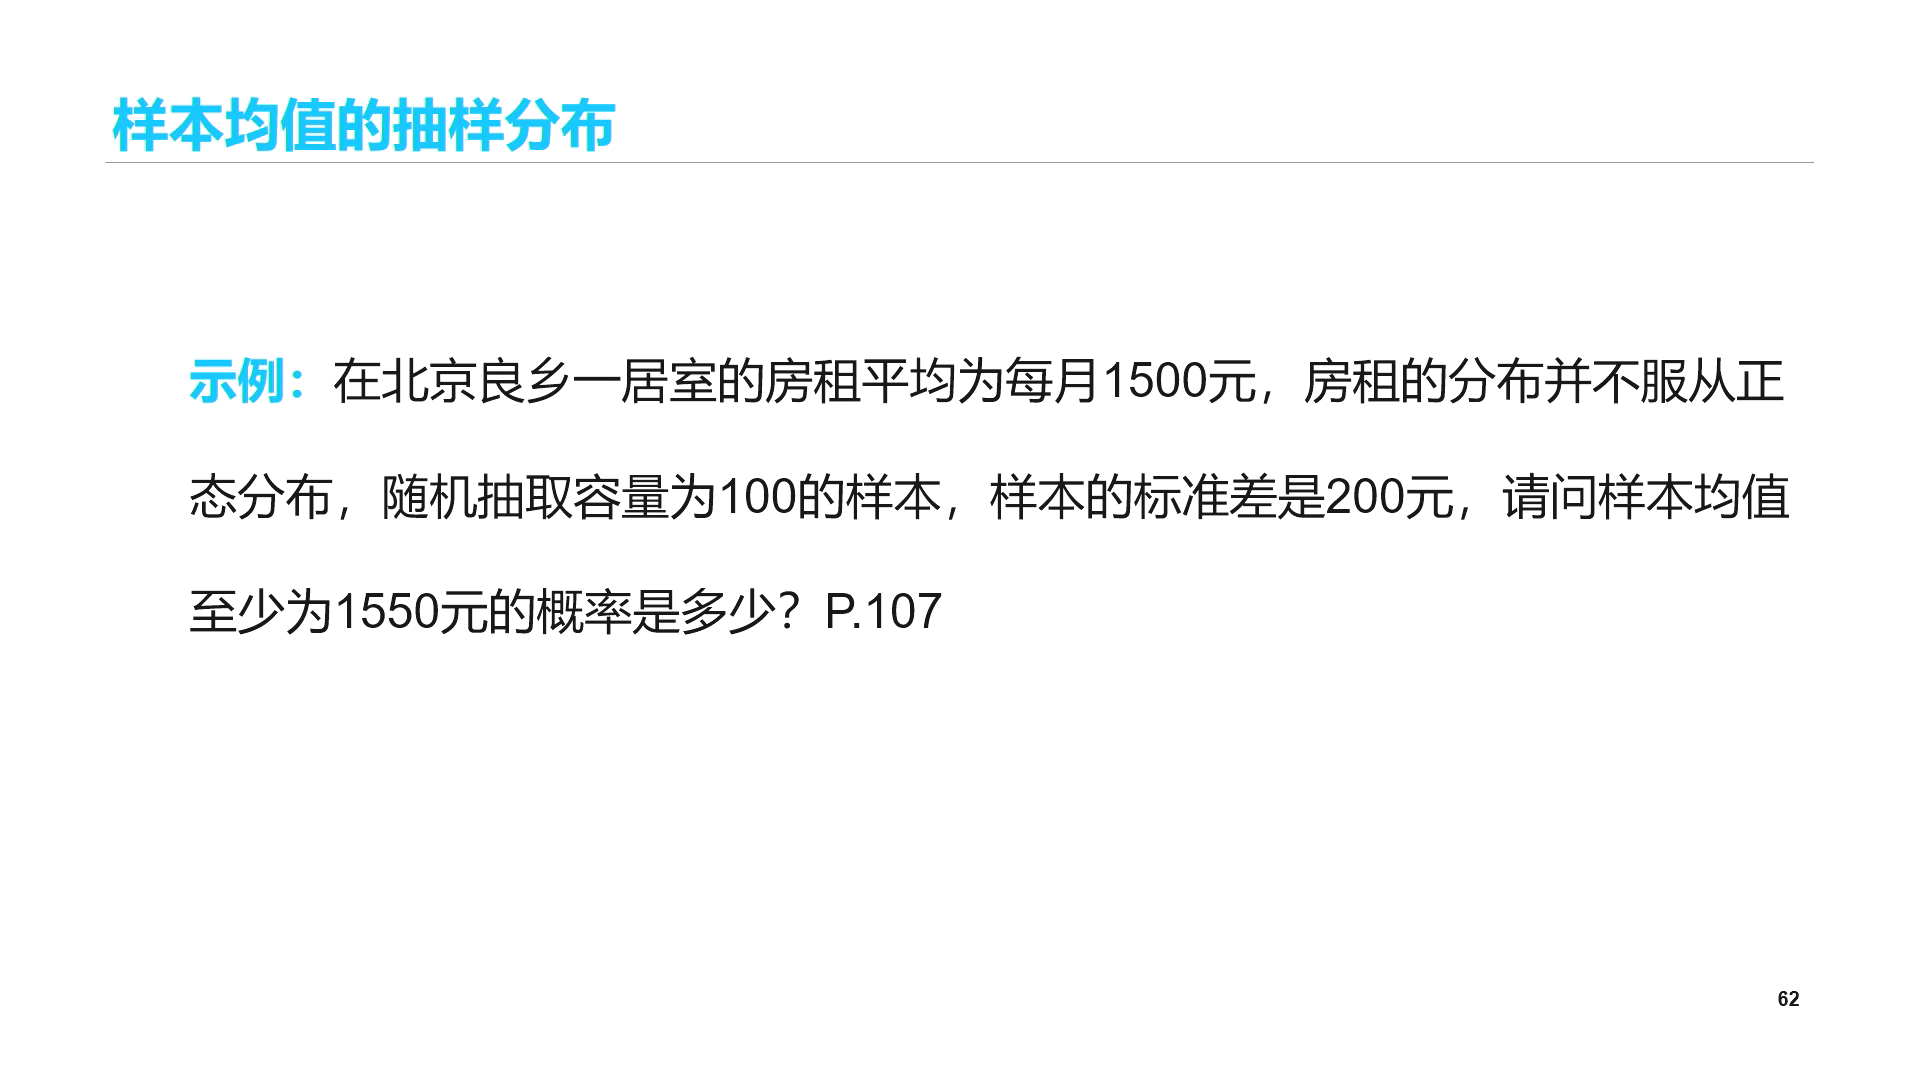 样本均值的抽样分布
示例：在北京良乡一居室的房租平均为每月1500元，房租的分布并不服从正
态分布，随机抽取容量为100的样本，样本的标准差是200元，请问样本均值
至少为1550元的概率是多少？P.107
62